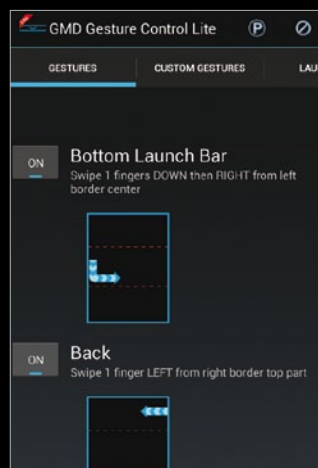 GMD Gesture Control Lite
GESTURES CUSTOM GESTURES LAU
ON Bottom Launch Bar
Swipe 1 fingers DOWN then RIGHT from left
border center
ON Back
Swipe 1 finger LEFT from right border top part